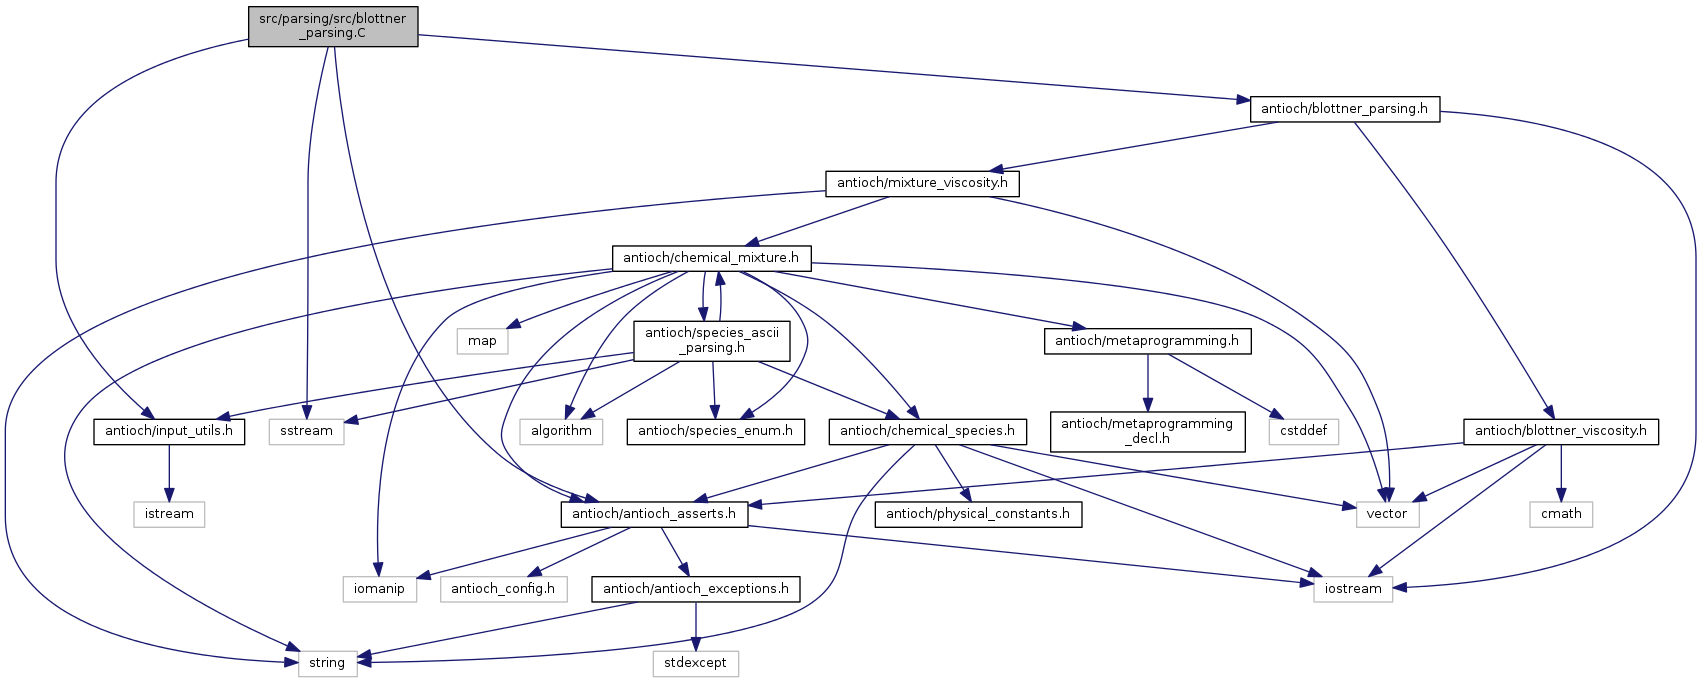 src/parsing/src/blottner
_parsing.C
antioch/blottner_parsing.h
antioch/mixture_viscosity.h
antioch/chemical_mixture.h
map
antioch/species_ascii
_parsing.h
antioch/metaprogramming.h
antioch/input_utils.h
sstream
algorithm
antioch/species_enum.h
antioch/chemical_species.h
antioch/metaprogramming
_decl.h
cstddef
antioch/blottner_viscosity.h
istream
antioch/antioch_asserts.h
antioch/physical_constants.h
vector
cmath
iomanip
antioch_config.h
antioch/antioch_exceptions.h
iostream
string
stdexcept